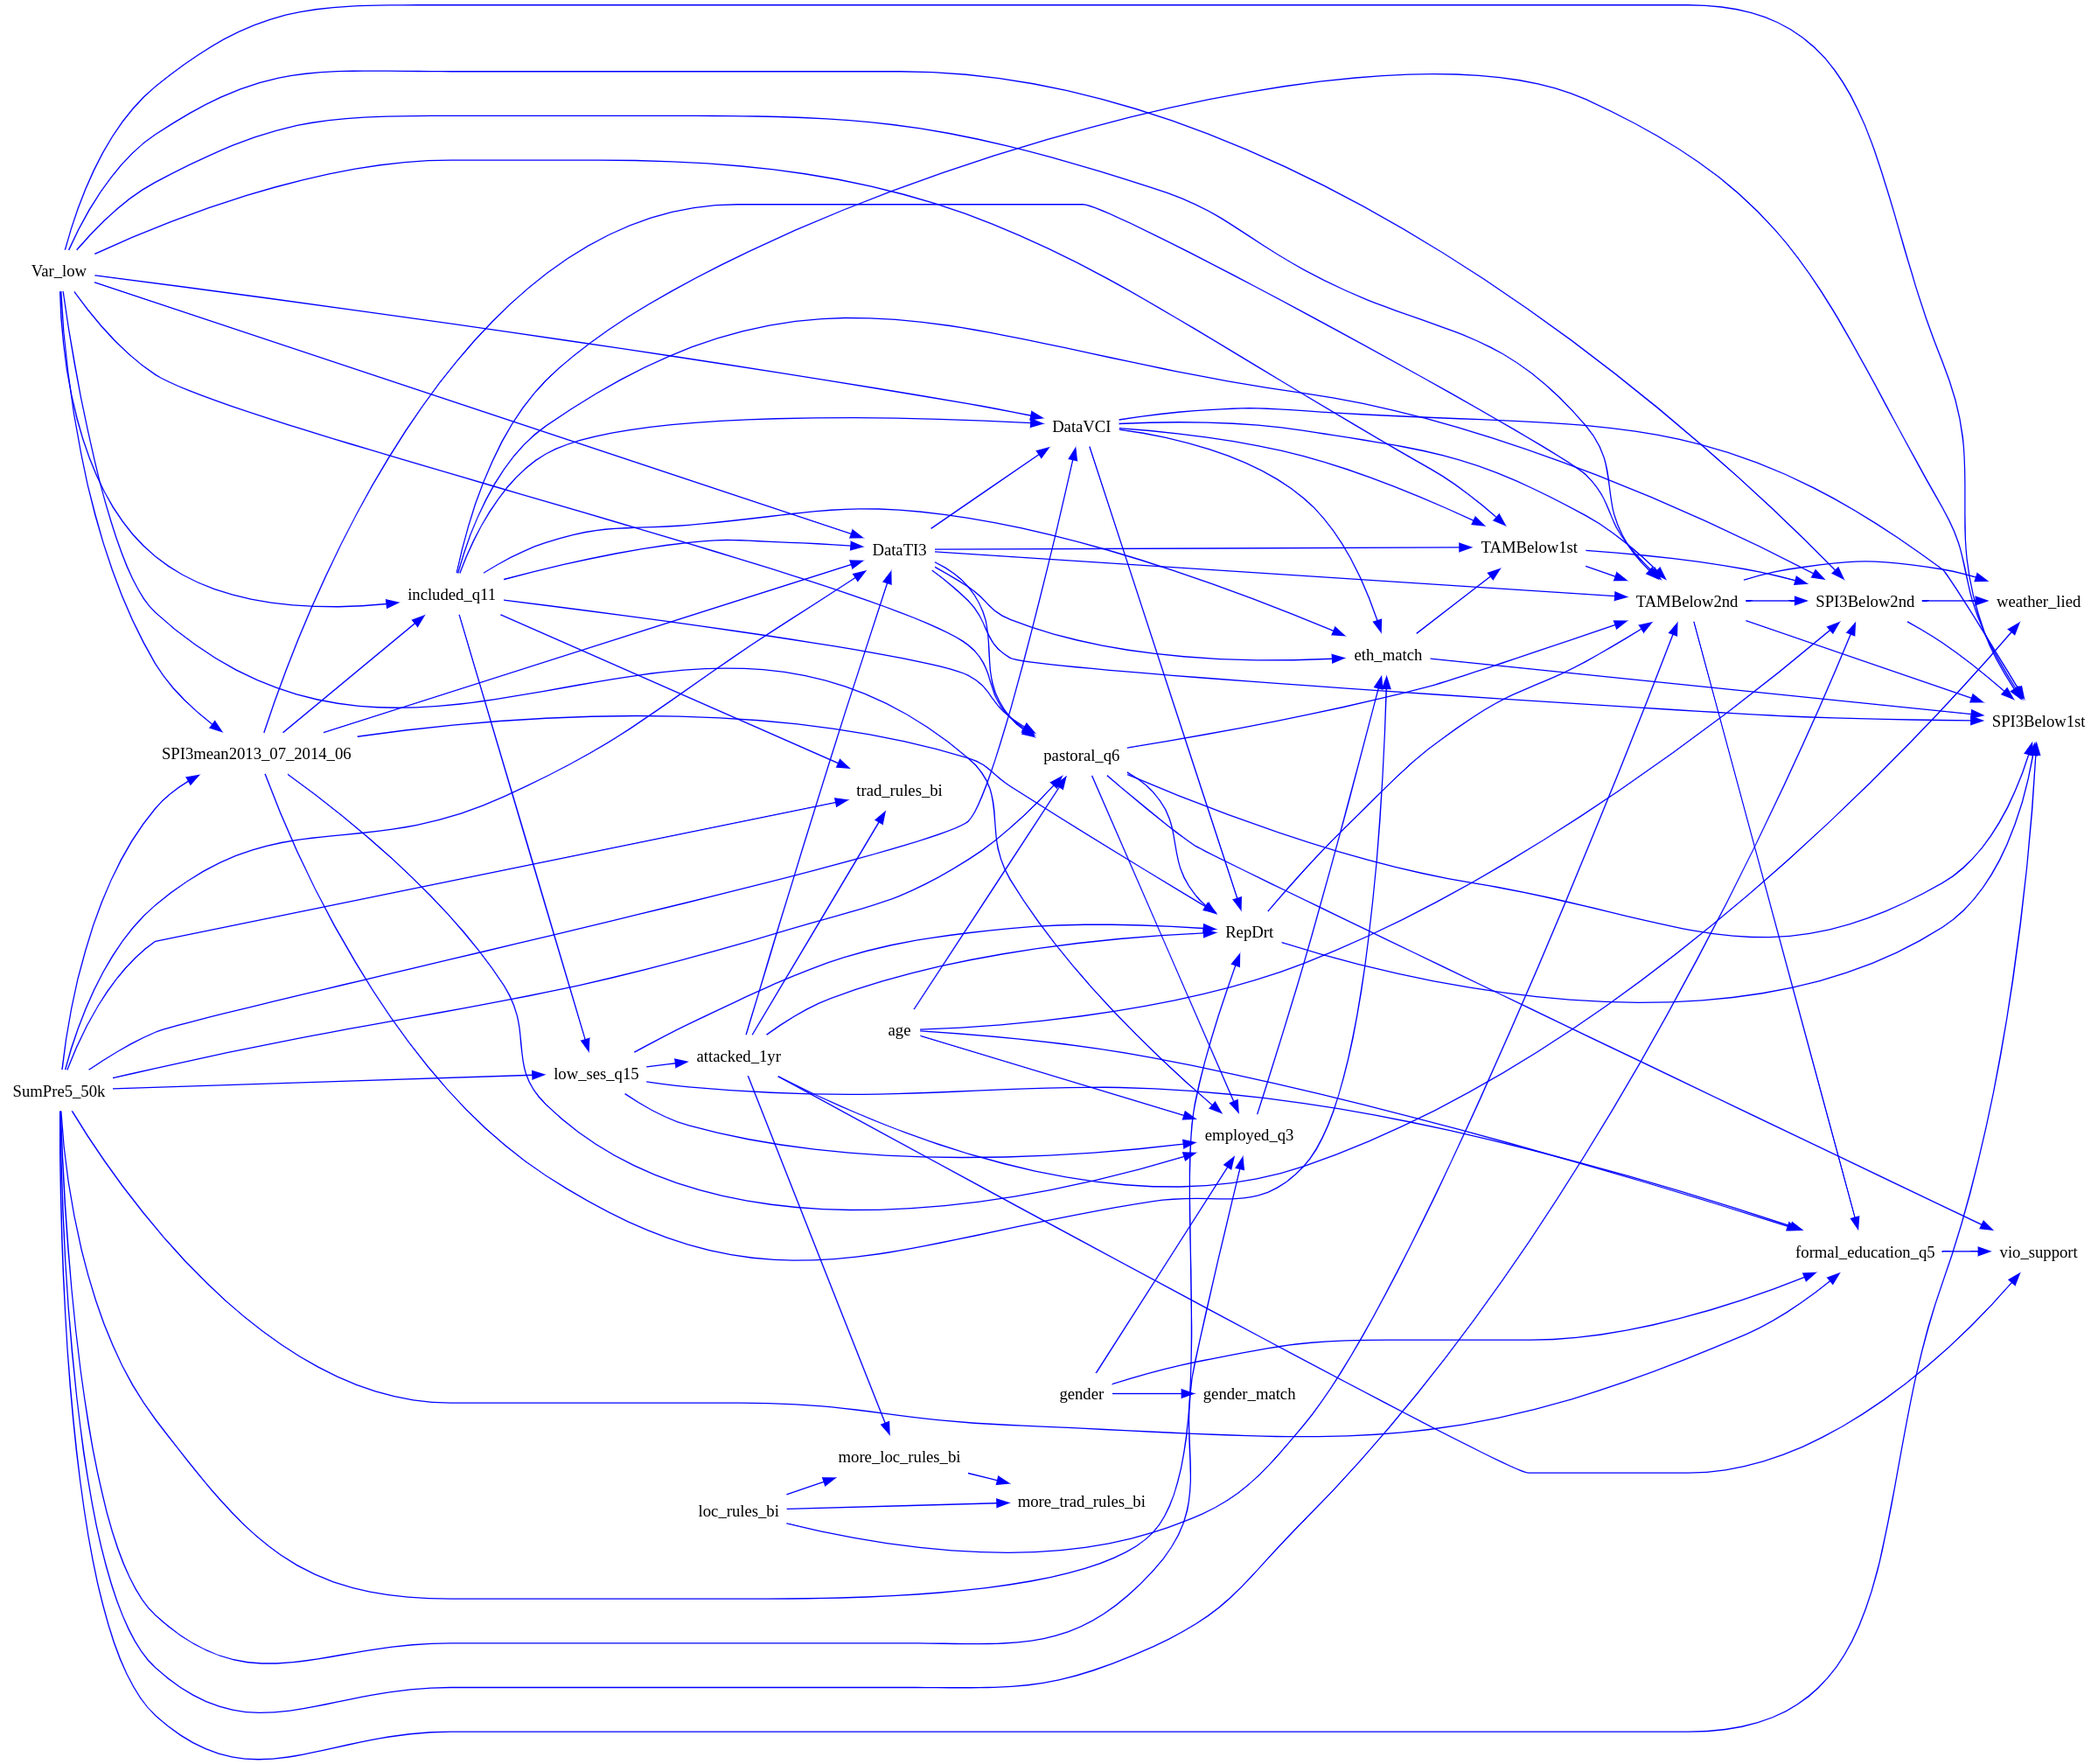 Var_low
DataVCI
DataTI3
TAMBelow1st
included_q11
TAMBelow2nd
SPI3Below2nd
weather_lied
eth_match
SPI3Below1st
SPI3mean2013_07_2014_06
pastoral_q6
trad_rules_bi
RepDrt
age
attacked_1yr
low_ses_q15
SumPre5_50k
employed_q3
formal_education_q5
vio_support
gender
gender_match
more_loc_rules_bi
more_trad_rules_bi
loc_rules_bi